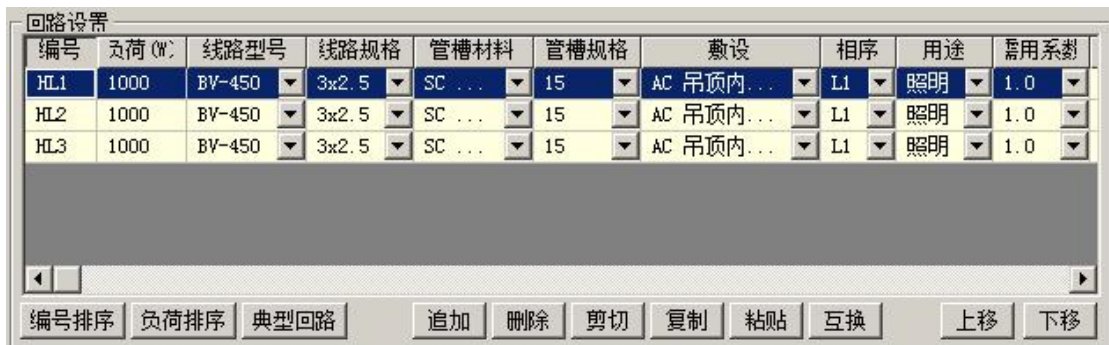 回路设置
编号 负荷(W) 线路型号 线路规格 管槽材料 管槽规格 敷设 相序 用途 需用系数
HL1 1000 BV-450 3x2.5 SC ... 15 AC 吊顶内... L1 照明 1.0
HL2 1000 BV-450 3x2.5 SC ... 15 AC 吊顶内... L1 照明 1.0
HL3 1000 BV-450 3x2.5 SC ... 15 AC 吊顶内... L1 照明 1.0
编号排序 负荷排序 典型回路 追加 删除 剪切 复制 粘贴 互换 上移 下移